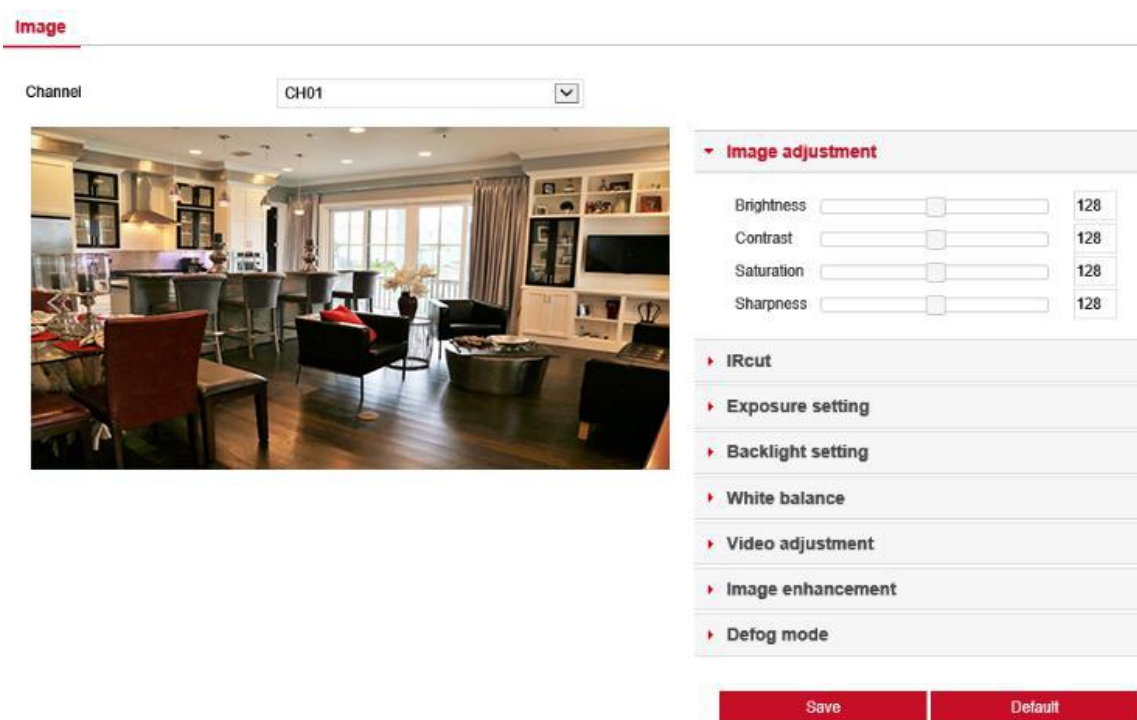 Image
Channel
CH01
Image adjustment
Brightness 128
Contrast 128
Saturation 128
Sharpness 128
IRcut
Exposure setting
Backlight setting
White balance
Video adjustment
Image enhancement
Defog mode
Save
Default